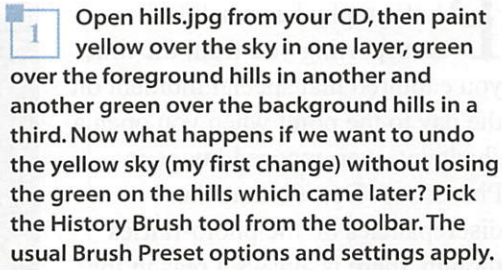 1 Open hills.jpg from your CD, then paint
yellow over the sky in one layer, green
over the foreground hills in another and
another green over the background hills in a
third. Now what happens if we want to undo
the yellow sky (my first change) without losing
the green on the hills which came later? Pick
the History Brush tool from the toolbar. The
usual Brush Preset options and settings apply.